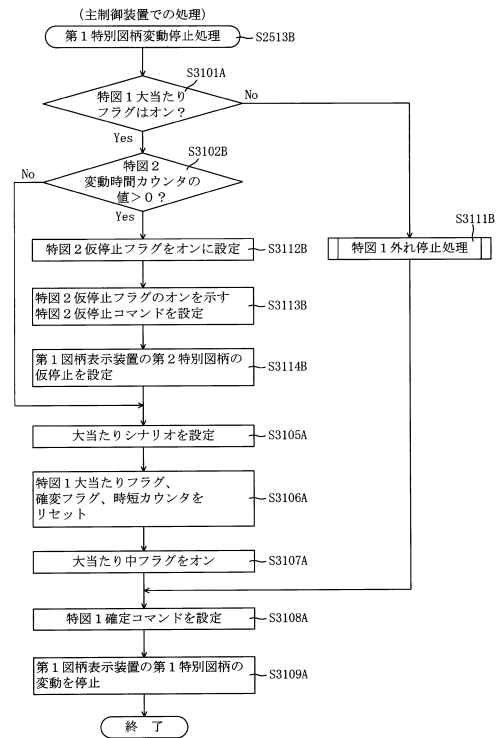 （主制御装置での処理）
第１特別図柄変動停止処理
S2513B
S3101A
特図１大当たり
フラグはオン？
No
Yes
S3102B
No
特図２
変動時間カウンタの
値＞０？
Yes
S3111B
特図２仮停止フラグをオンに設定
S3112B
特図１外れ停止処理
特図２仮停止フラグのオンを示す
特図２仮停止コマンドを設定
S3113B
第１図柄表示装置の第２特別図柄の
仮停止を設定
S3114B
大当たりシナリオを設定
S3105A
特図１大当たりフラグ、
確変フラグ、時短カウンタを
リセット
S3106A
大当たり中フラグをオン
S3107A
特図１確定コマンドを設定
S3108A
第１図柄表示装置の第１特別図柄の
変動を停止
S3109A
終 了